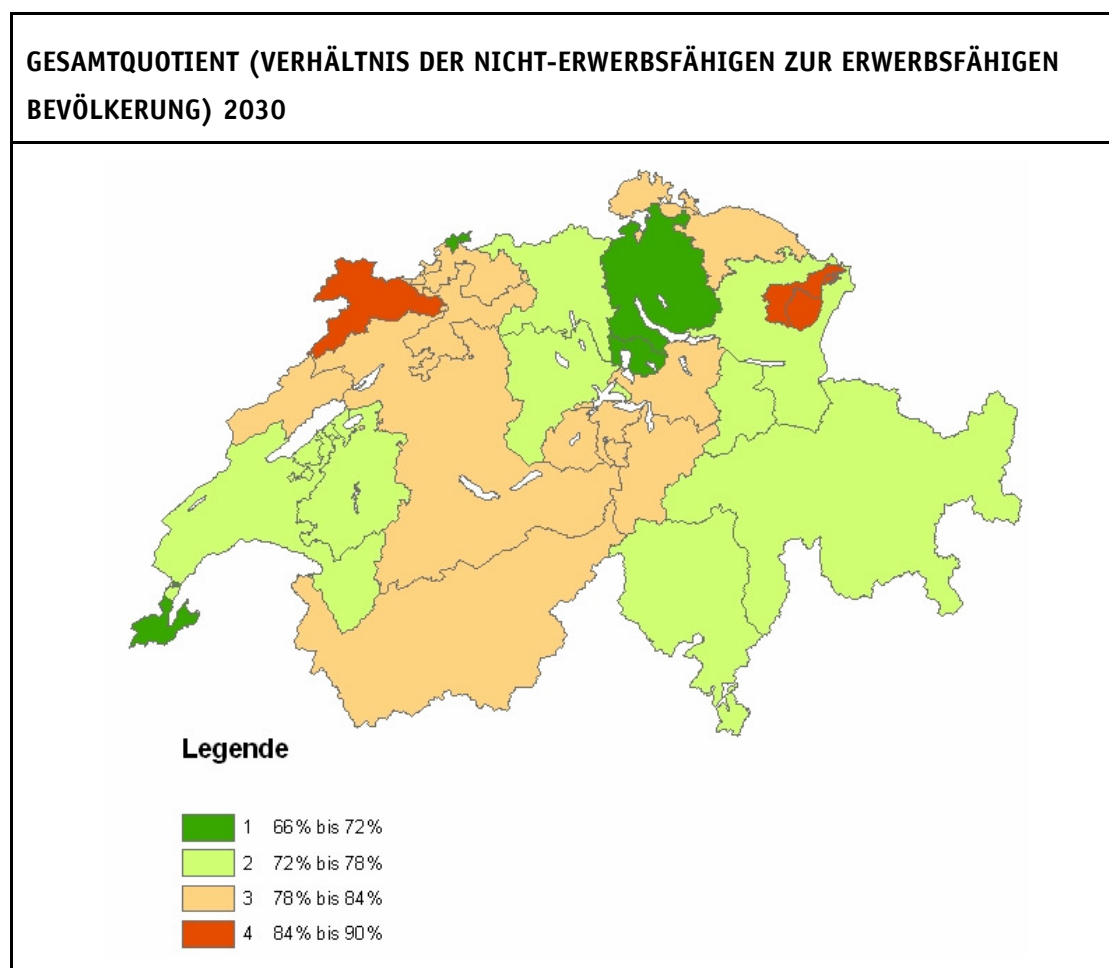 GESAMTQUOTIENT (VERHÄLTNIS DER NICHT-ERWERBSFÄHIGEN ZUR ERWERBSFÄHIGEN
BEVÖLKERUNG) 2030
Legende
1 66% bis 72%
2 72% bis 78%
3 78% bis 84%
4 84% bis 90%